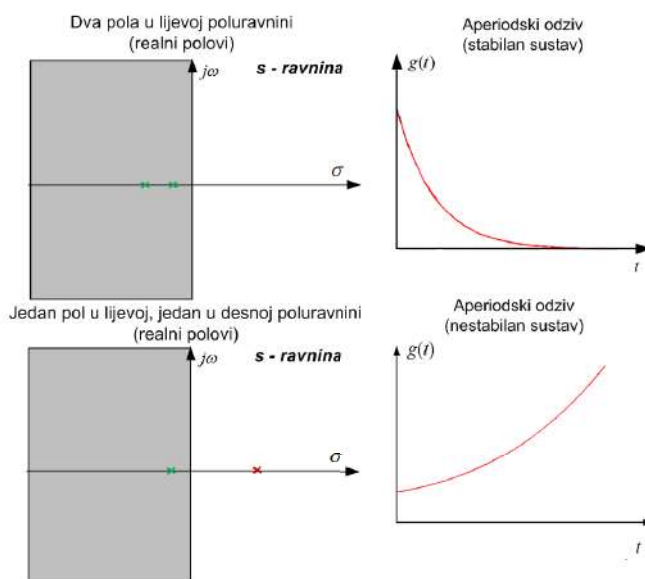 Dva pola u lijevoj poluravnini
(realni polovi)
jω
s - ravnina
σ
Aperiodski odziv
(stabilan sustav)
g(t)
t
Jedan pol u lijevoj, jedan u desnoj poluravnini
(realni polovi)
jω
s - ravnina
σ
Aperiodski odziv
(nestabilan sustav)
g(t)
t